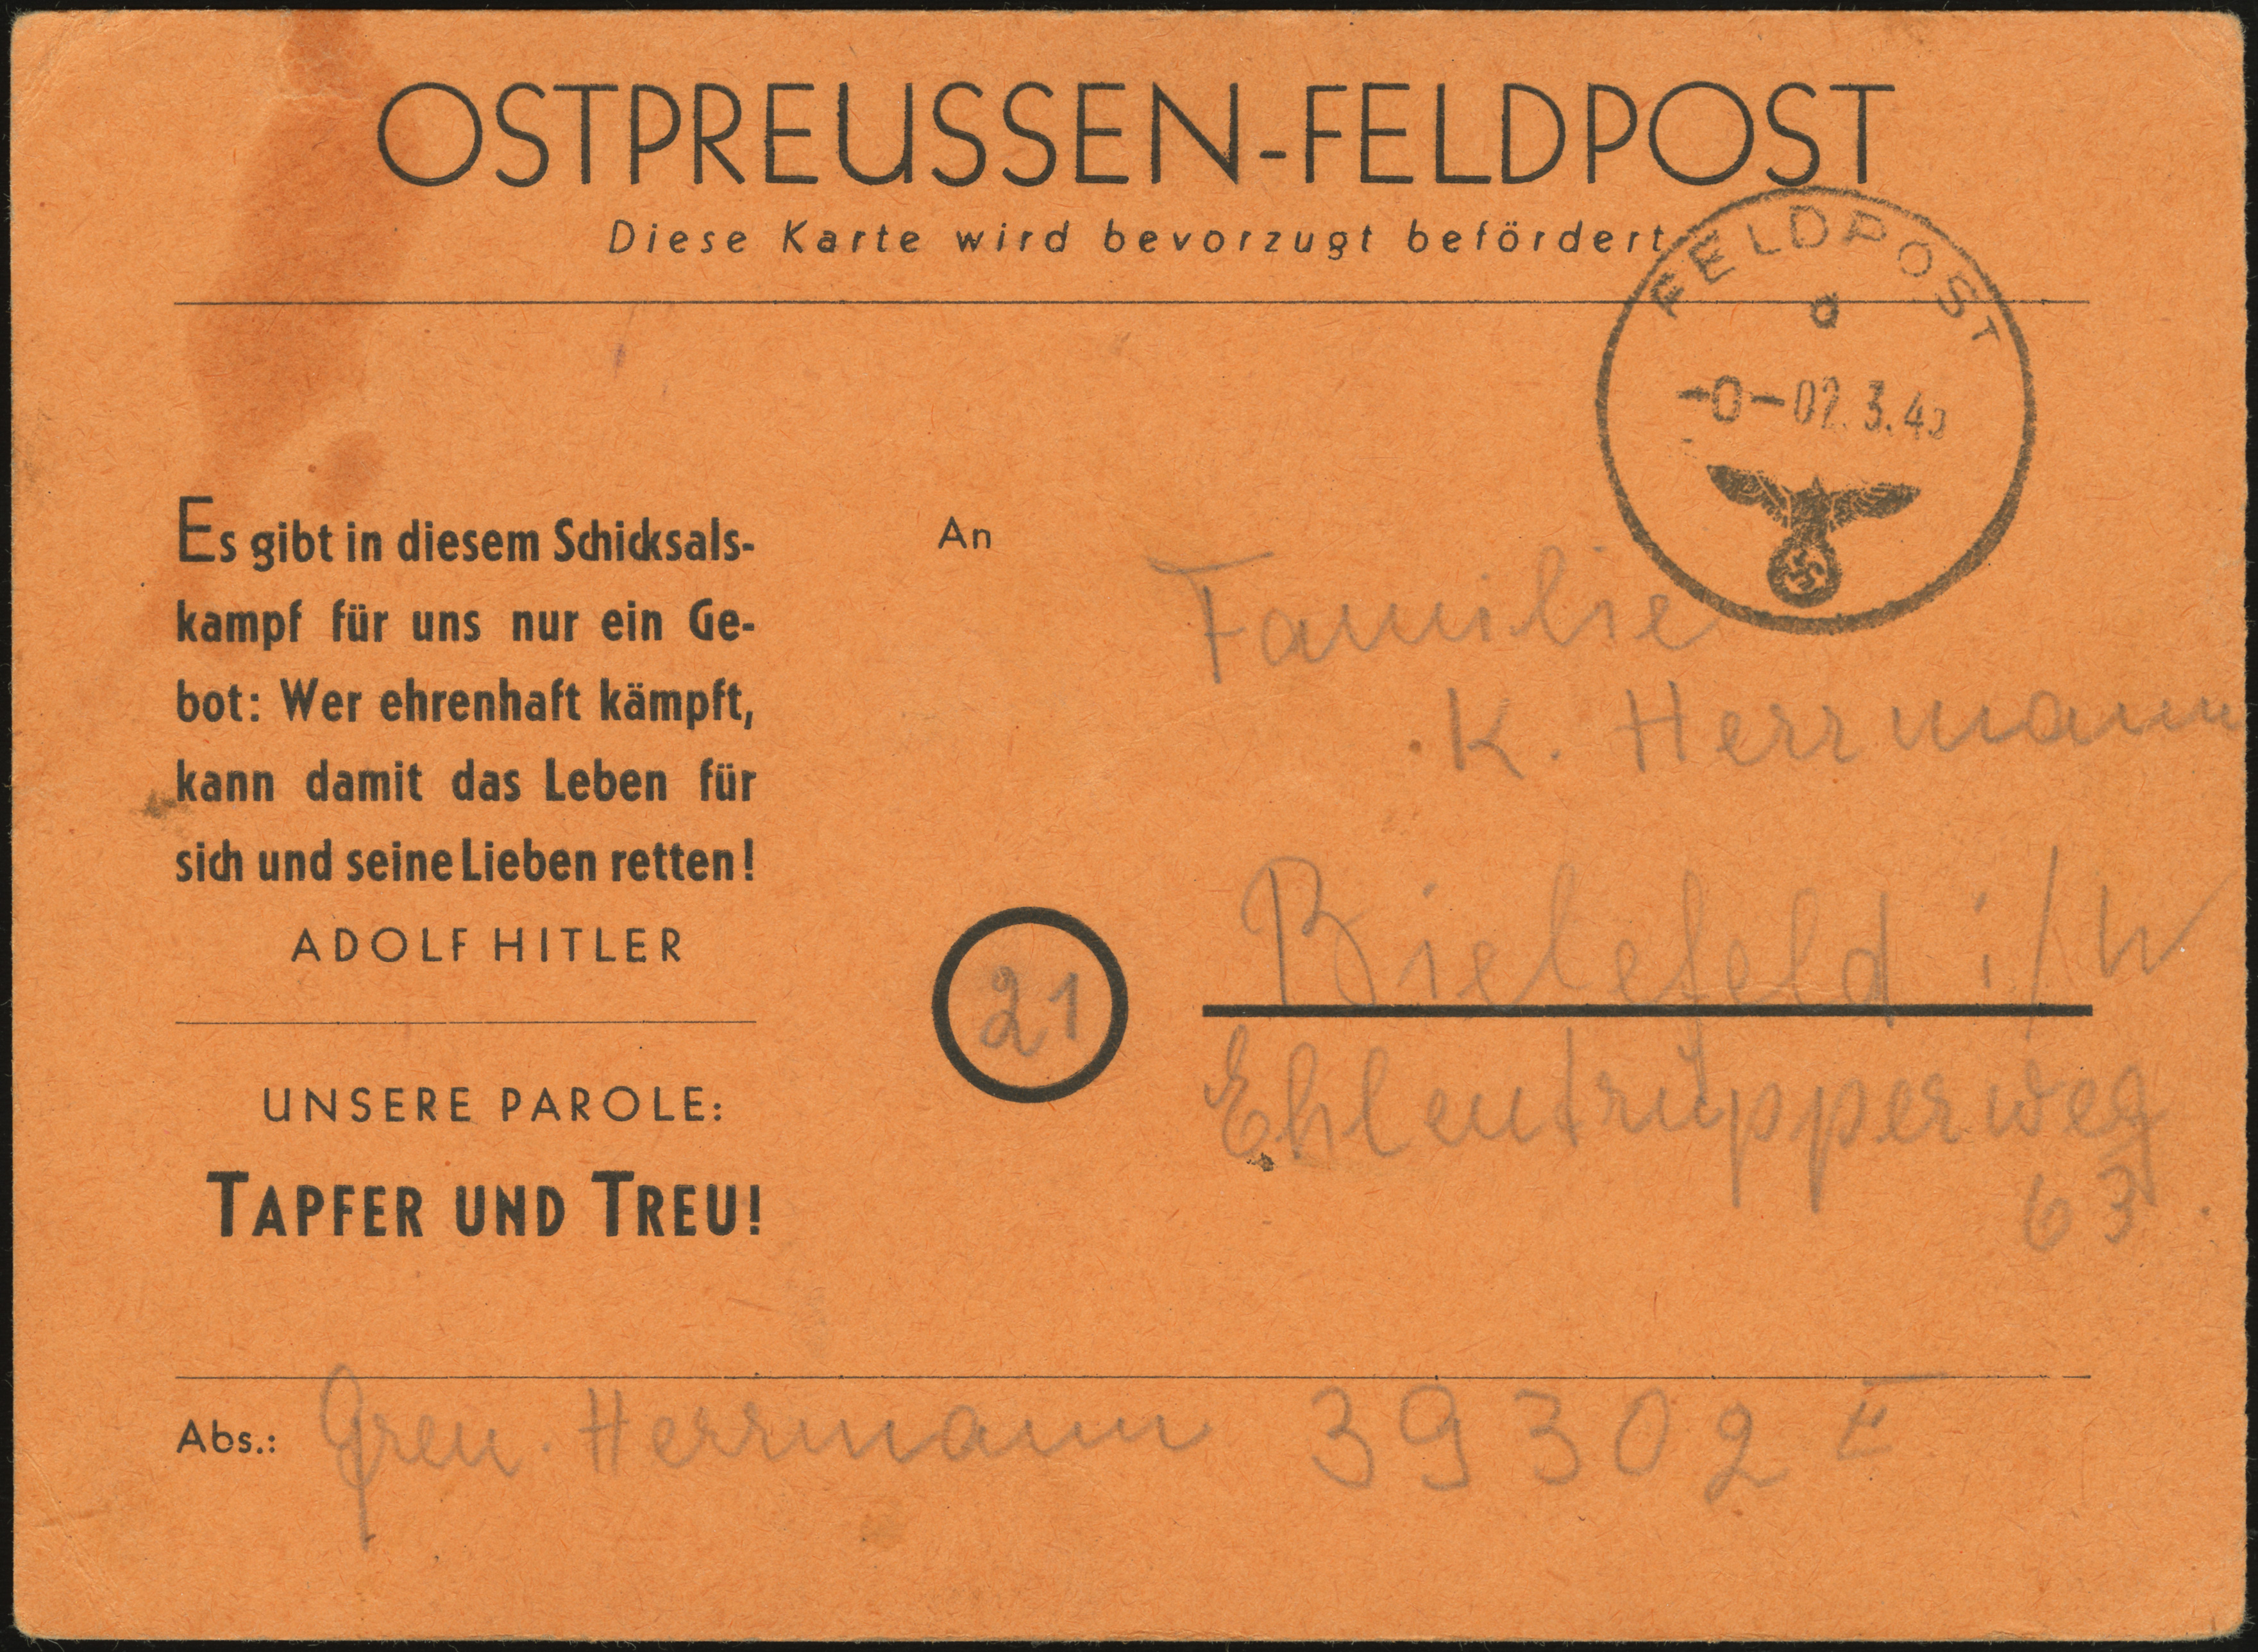 OSTPREUSSEN-FELDPOST
Diese Karte wird bevorzugt befördert
FELDPOST
a
-0-02.3.45
Es gibt in diesem Schicksals-
kampf für uns nur ein Ge-
bot: Wer ehrenhaft kämpft,
kann damit das Leben für
sich und seine Lieben retten!
ADOLF HITLER
UNSERE PAROLE:
TAPFER UND TREU!
An
Familie
K. Herrmann
21
Bielefeld i/W
Ehlentrupperweg
63.
Abs.: Gren. Herrmann 39302 E